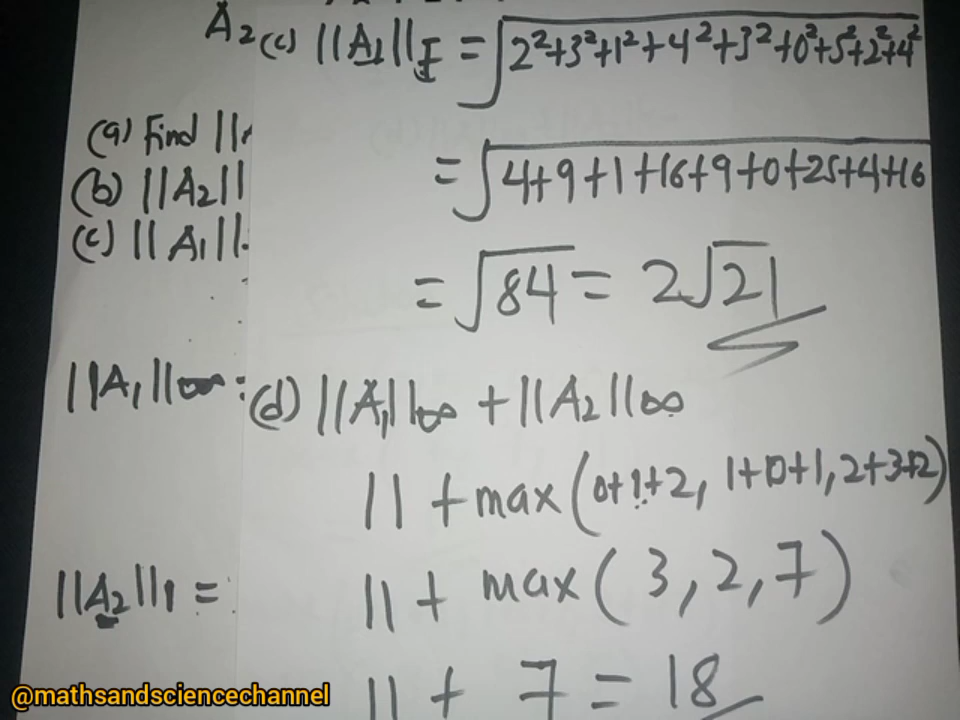 A2 (c) ||A1||F = √2²+3²+1²+4²+3²+0²+5²+2²+4²
(a) Find ||
= √4+9+1+16+9+0+25+4+16
(b) ||A2||
(c) ||A1||
= √84 = 2√21
||A1||∞ =
(d) ||A1||∞ + ||A2||∞
11 + max(0+1+2, 1+0+1, 2+3+2)
||A2||1 =
11 + max(3, 2, 7)
11 + 7 = 18
@mathsandsciencechannel